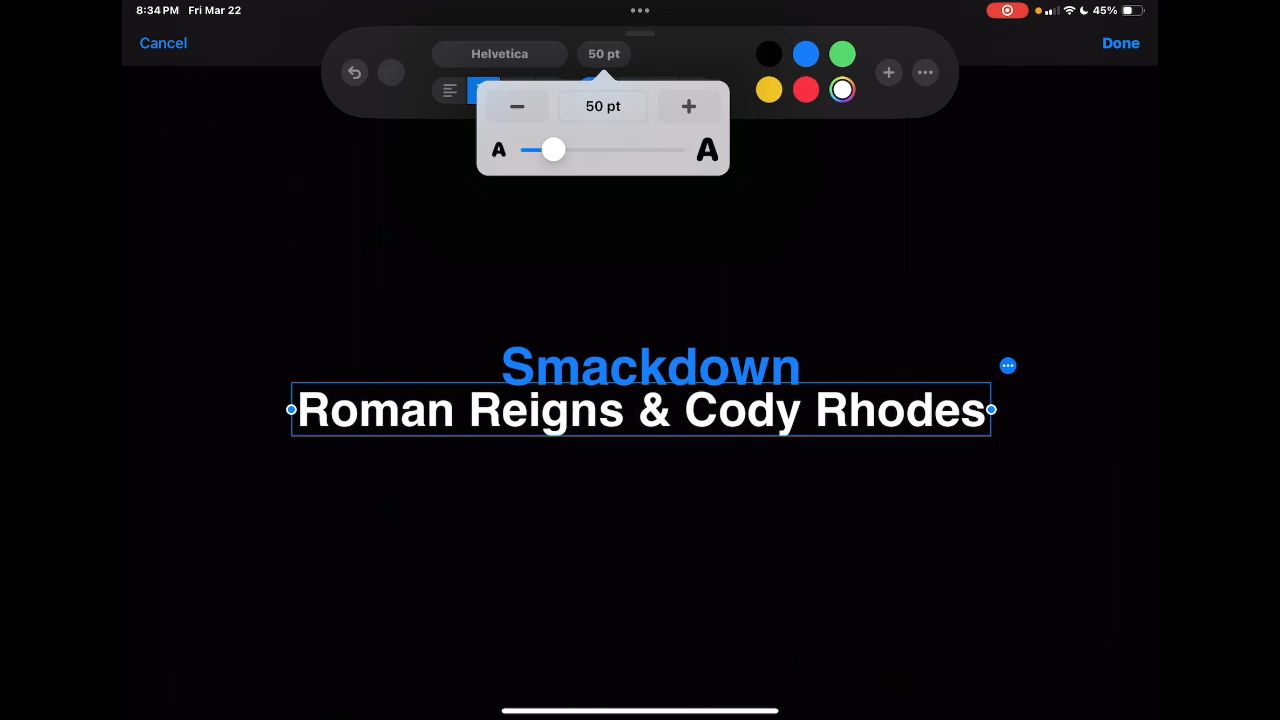 8:34 PM Fri Mar 22
45%
Cancel
Helvetica
50 pt
Done
50 pt
A
A
Smackdown
Roman Reigns & Cody Rhodes